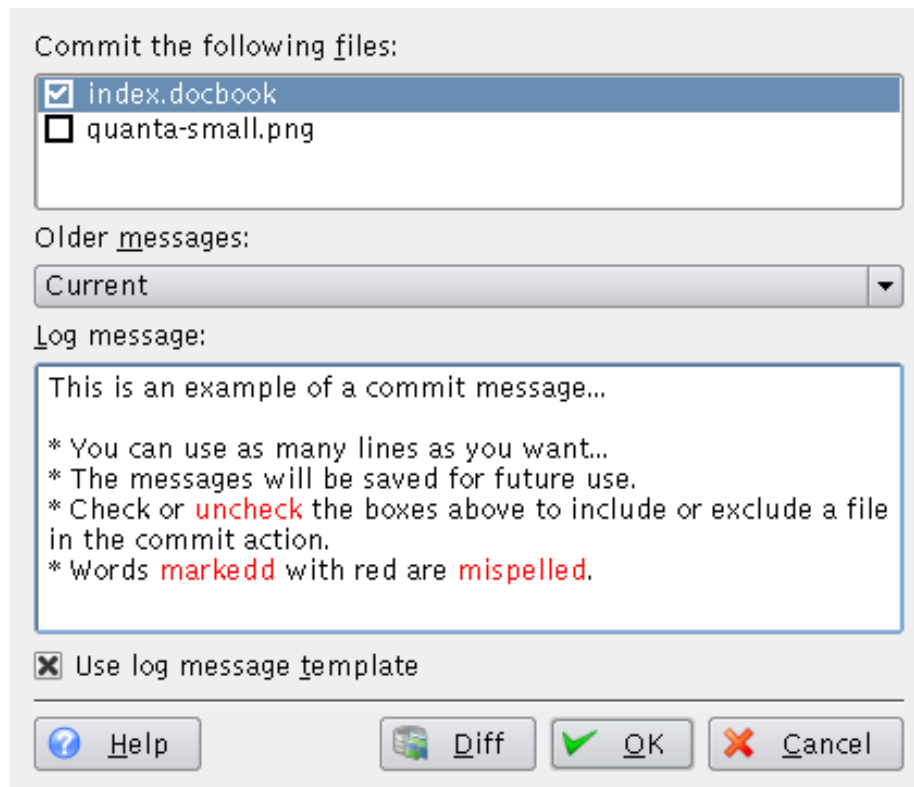 Commit the following files:
index.docbook
quanta-small.png
Older messages:
Current
Log message:
This is an example of a commit message...
* You can use as many lines as you want...
* The messages will be saved for future use.
* Check or uncheck the boxes above to include or exclude a file
in the commit action.
* Words markedd with red are mispelled.
Use log message template
Help
Diff
OK
Cancel